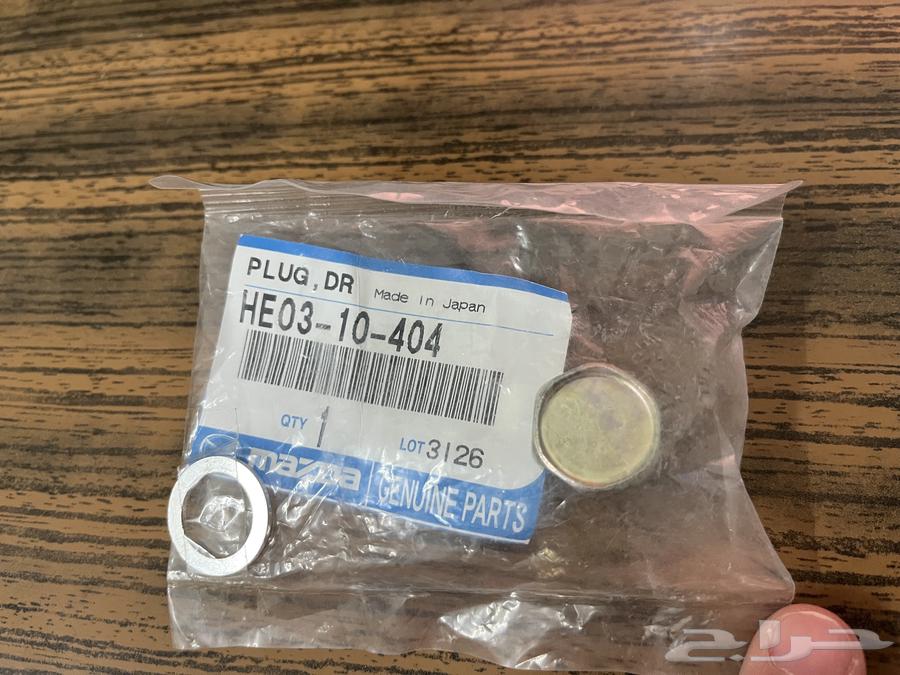 PLUG, DR Made in Japan
HE03-10-404
QTY 1 LOT 3126
mazda GENUINE PARTS
حراج